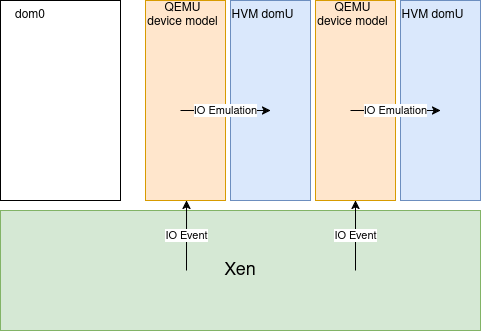 dom0
QEMU
device model
HVM domU
QEMU
device model
HVM domU
IO Emulation
IO Emulation
IO Event
IO Event
Xen